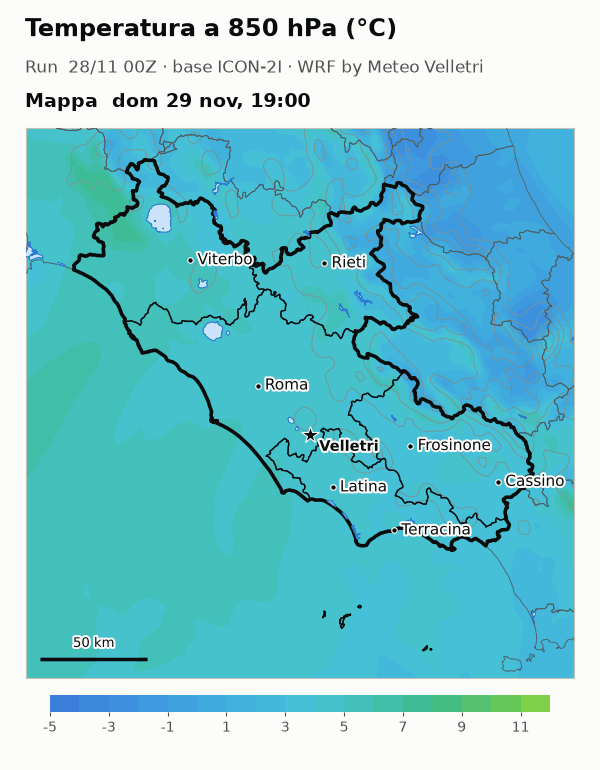 Temperatura a 850 hPa (°C)
Run  28/11 00Z · base ICON-2I · WRF by Meteo Velletri
Mappa  dom 29 nov, 19:00
Viterbo
Rieti
Roma
Velletri
Frosinone
Cassino
Latina
Terracina
50 km
-5 -3 -1 1 3 5 7 9 11